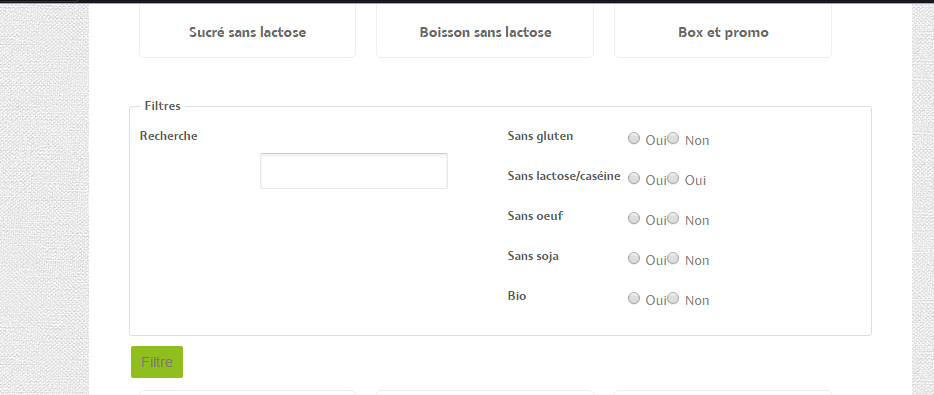 Sucré sans lactose
Boisson sans lactose
Box et promo
Filtres
Recherche
Sans gluten Oui Non
Sans lactose/caséine Oui Oui
Sans oeuf Oui Non
Sans soja Oui Non
Bio Oui Non
Filtre